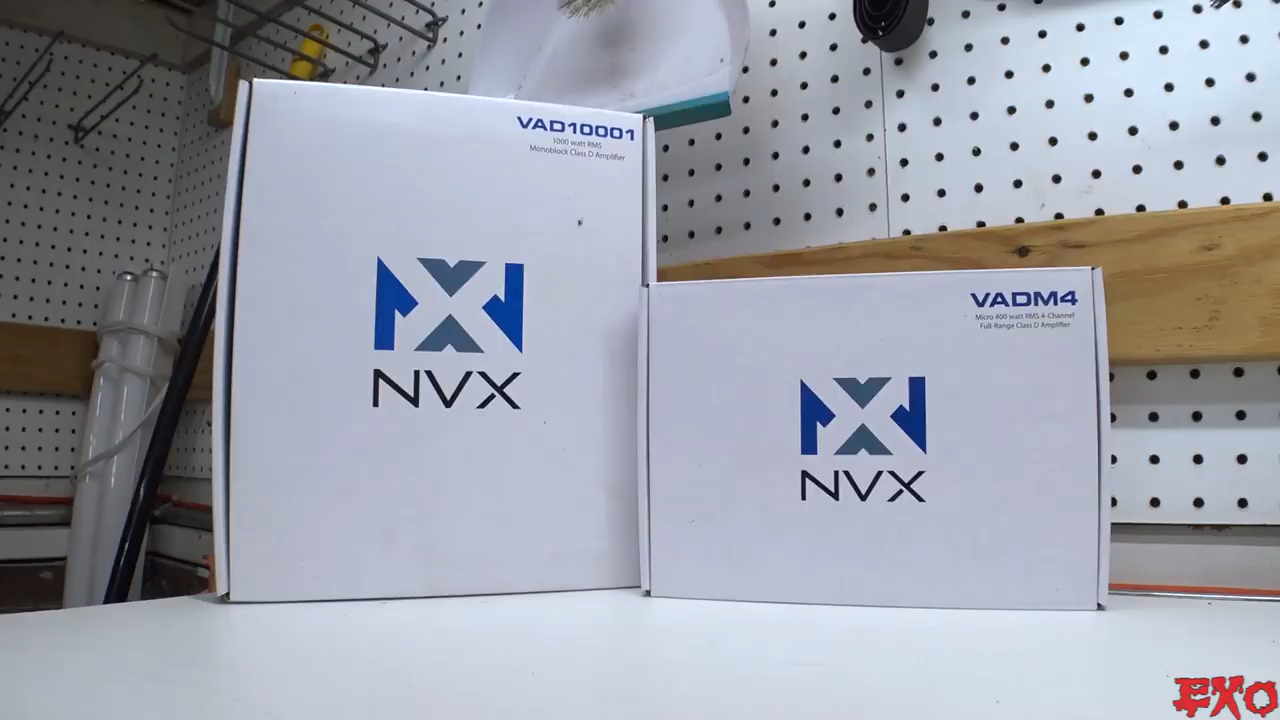 VAD10001
1000 watt RMS
Monoblock Class D Amplifier
NVX
VADM4
Micro 400 watt RMS 4-Channel
Full-Range Class D Amplifier
NVX
EXO